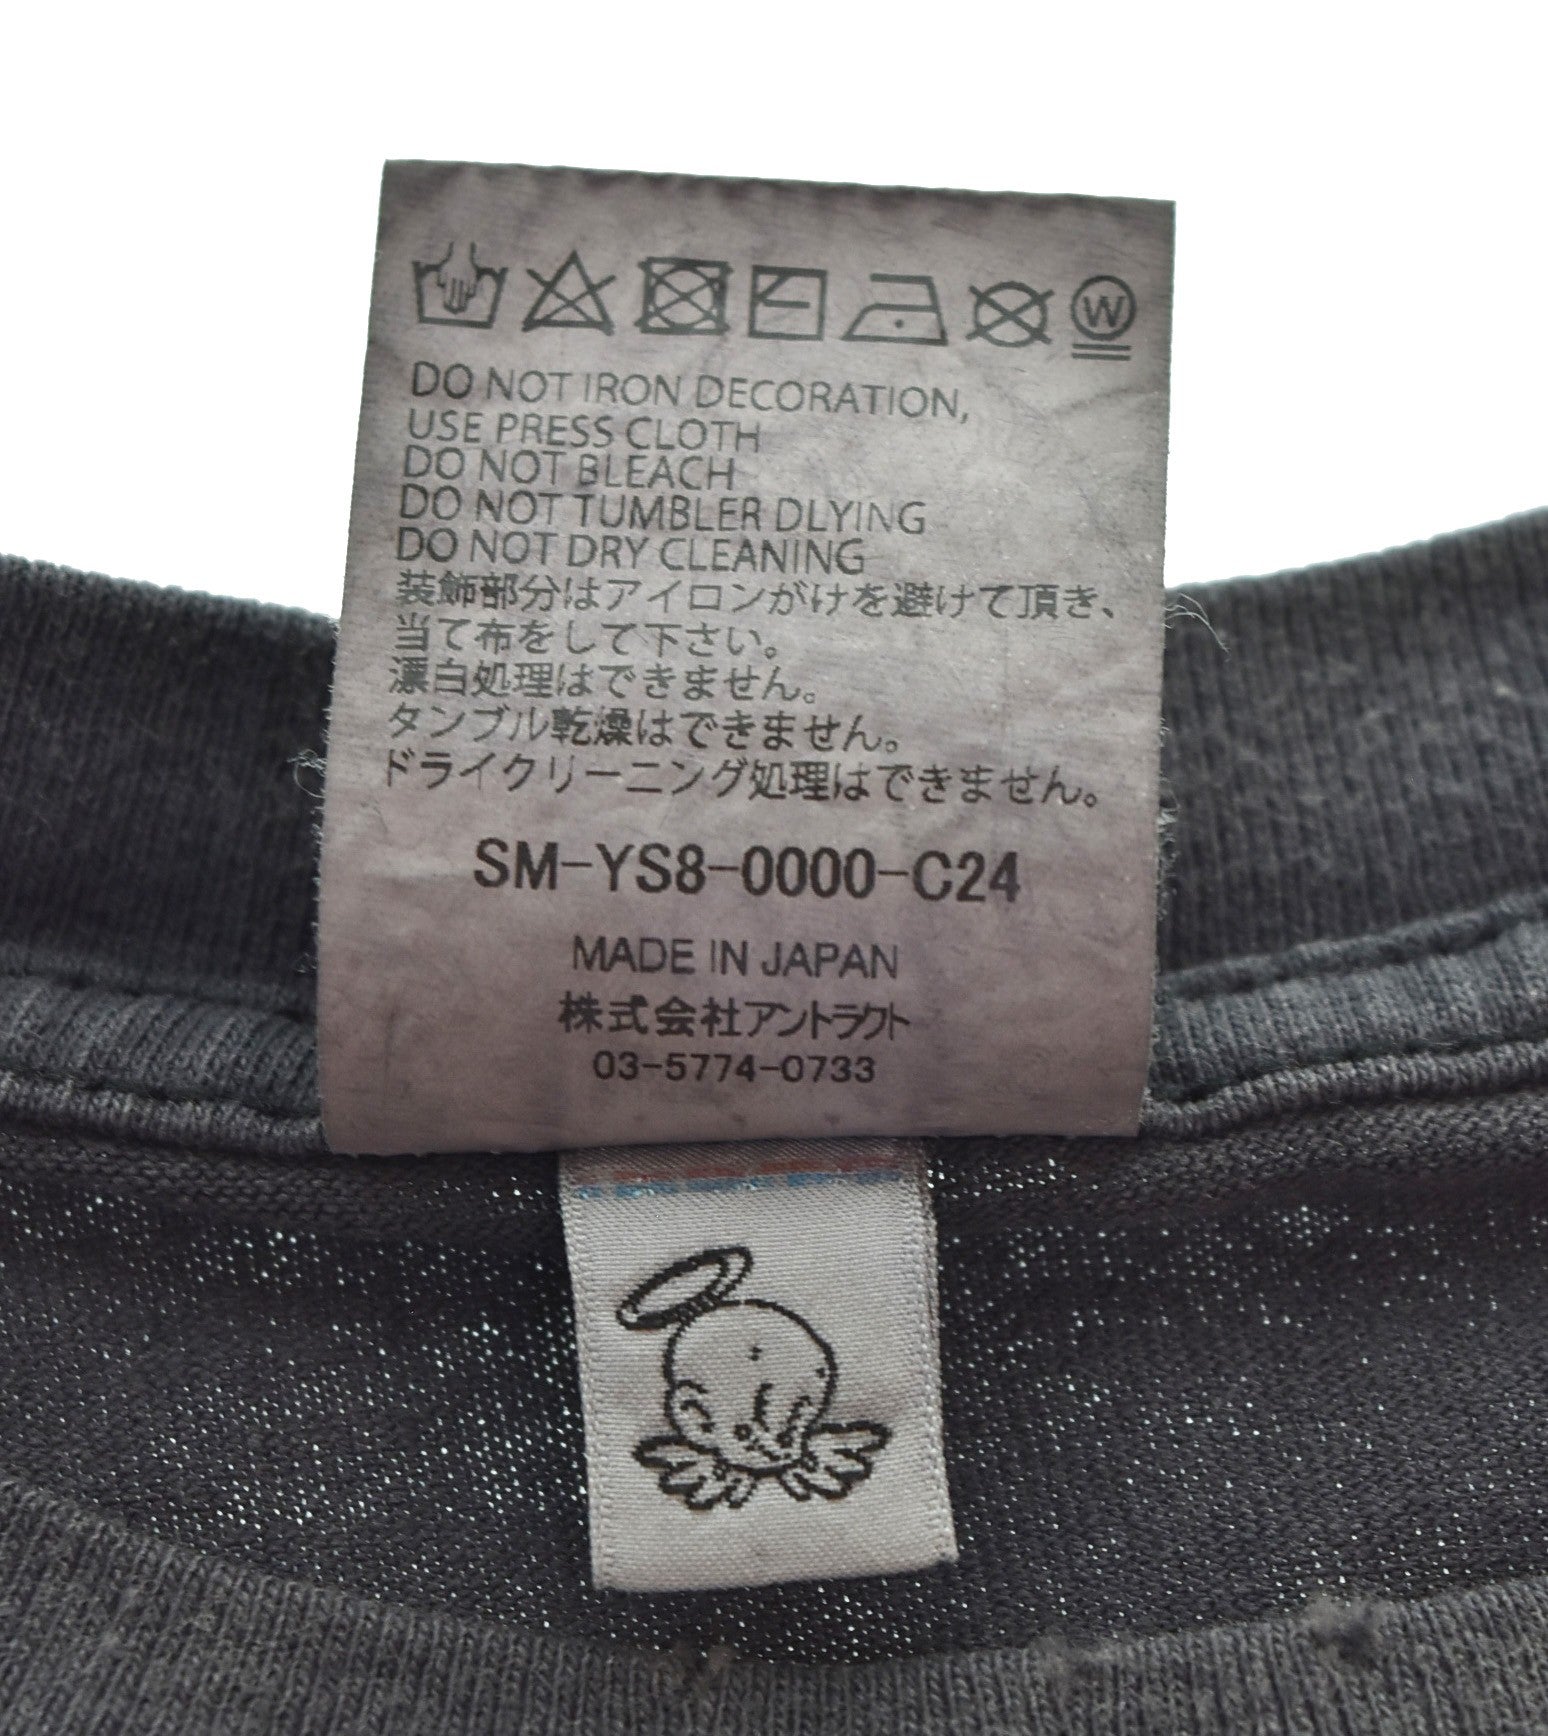 W
DO NOT IRON DECORATION,
USE PRESS CLOTH
DO NOT BLEACH
DO NOT TUMBLER DLYING
DO NOT DRY CLEANING
装飾部分はアイロンがけを避けて頂き、
当て布をして下さい。
漂白処理はできません。
タンブル乾燥はできません。
ドライクリーニング処理はできません。
SM-YS8-0000-C24
MADE IN JAPAN
株式会社アントラクト
03-5774-0733